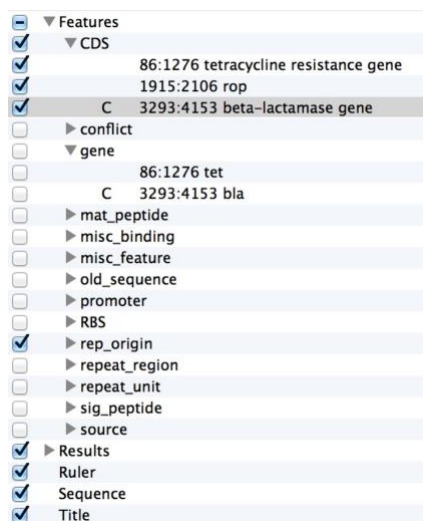 Features
CDS
86:1276 tetracycline resistance gene
1915:2106 rop
C 3293:4153 beta-lactamase gene
conflict
gene
86:1276 tet
C 3293:4153 bla
mat_peptide
misc_binding
misc_feature
old_sequence
promoter
RBS
rep_origin
repeat_region
repeat_unit
sig_peptide
source
Results
Ruler
Sequence
Title